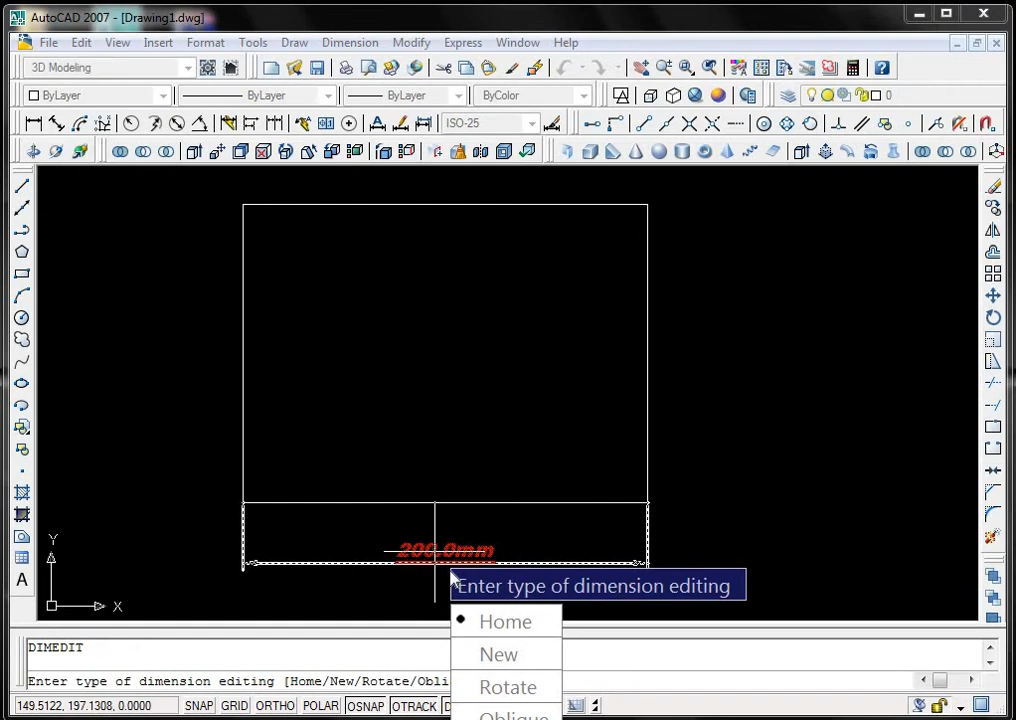 AutoCAD 2007 - [Drawing1.dwg]
File Edit View Insert Format Tools Draw Dimension Modify Express Window Help
3D Modeling
ByLayer ByLayer ByLayer ByColor 0
ISO-25
200.0mm
Enter type of dimension editing
Home
New
Rotate
Oblique
Y
X
DIMEDIT
Enter type of dimension editing [Home/New/Rotate/Obli
149.5122, 197.1308, 0.0000 SNAP GRID ORTHO POLAR OSNAP OTRACK